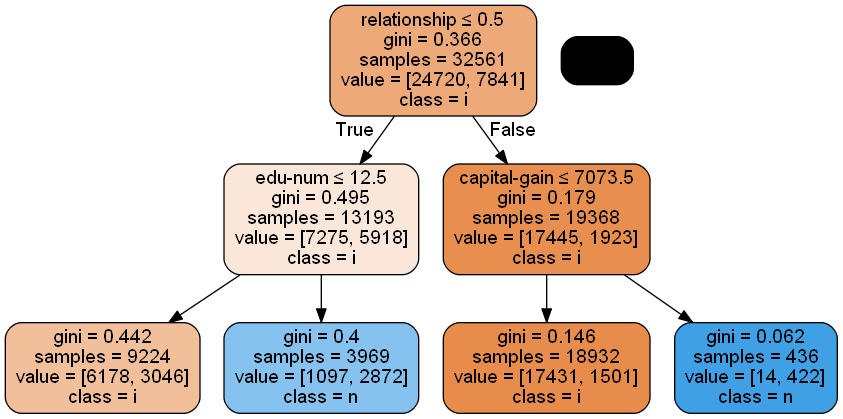 relationship ≤ 0.5
gini = 0.366
samples = 32561
value = [24720, 7841]
class = i
True
False
edu-num ≤ 12.5
gini = 0.495
samples = 13193
value = [7275, 5918]
class = i
capital-gain ≤ 7073.5
gini = 0.179
samples = 19368
value = [17445, 1923]
class = i
gini = 0.442
samples = 9224
value = [6178, 3046]
class = i
gini = 0.4
samples = 3969
value = [1097, 2872]
class = n
gini = 0.146
samples = 18932
value = [17431, 1501]
class = i
gini = 0.062
samples = 436
value = [14, 422]
class = n